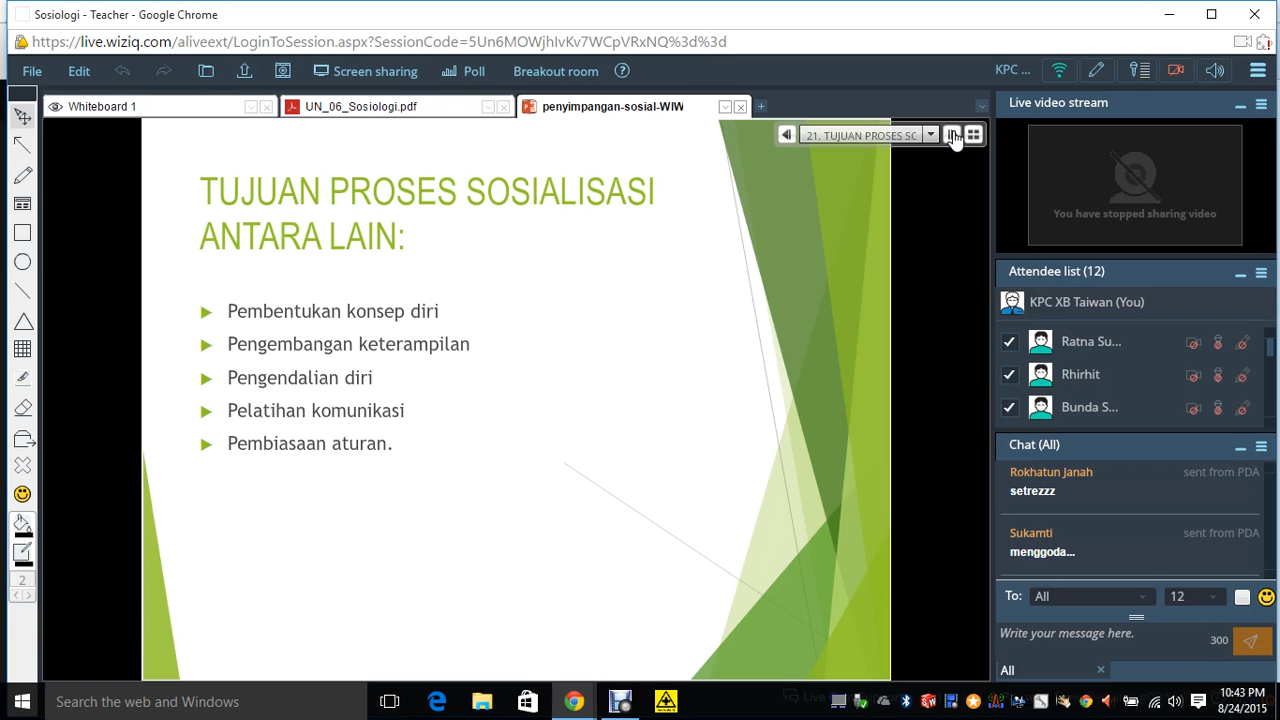 Sosiologi - Teacher - Google Chrome
https://live.wiziq.com/aliveext/LoginToSession.aspx?SessionCode=5Un6MOWjhIvKv7WCpVRxNQ%3d%3d
File Edit Screen sharing Poll Breakout room KPC ...
Whiteboard 1 UN_06_Sosiologi.pdf penyimpangan-sosial-WIW
21. TUJUAN PROSES SC
TUJUAN PROSES SOSIALISASI
ANTARA LAIN:
Pembentukan konsep diri
Pengembangan keterampilan
Pengendalian diri
Pelatihan komunikasi
Pembiasaan aturan.
2
Live video stream
You have stopped sharing video
Attendee list (12)
KPC XB Taiwan (You)
Ratna Su...
Rhirhit
Bunda S...
Chat (All)
Rokhatun Janah sent from PDA
setrezzz
Sukamti sent from PDA
menggoda...
To: All 12
Write your message here. 300
All
Search the web and Windows
10:43 PM
8/24/2015